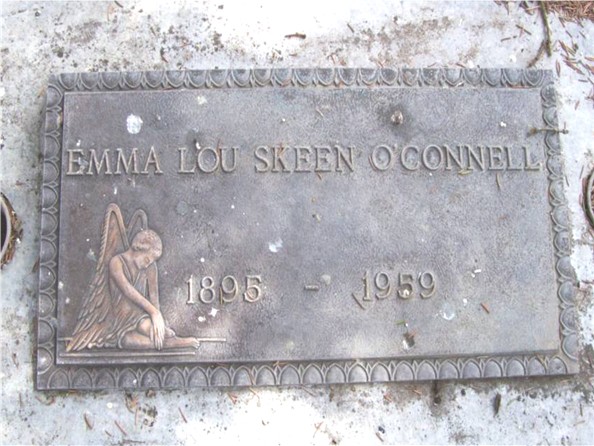 EMMA LOU SKEEN O'CONNELL
1895 - 1959